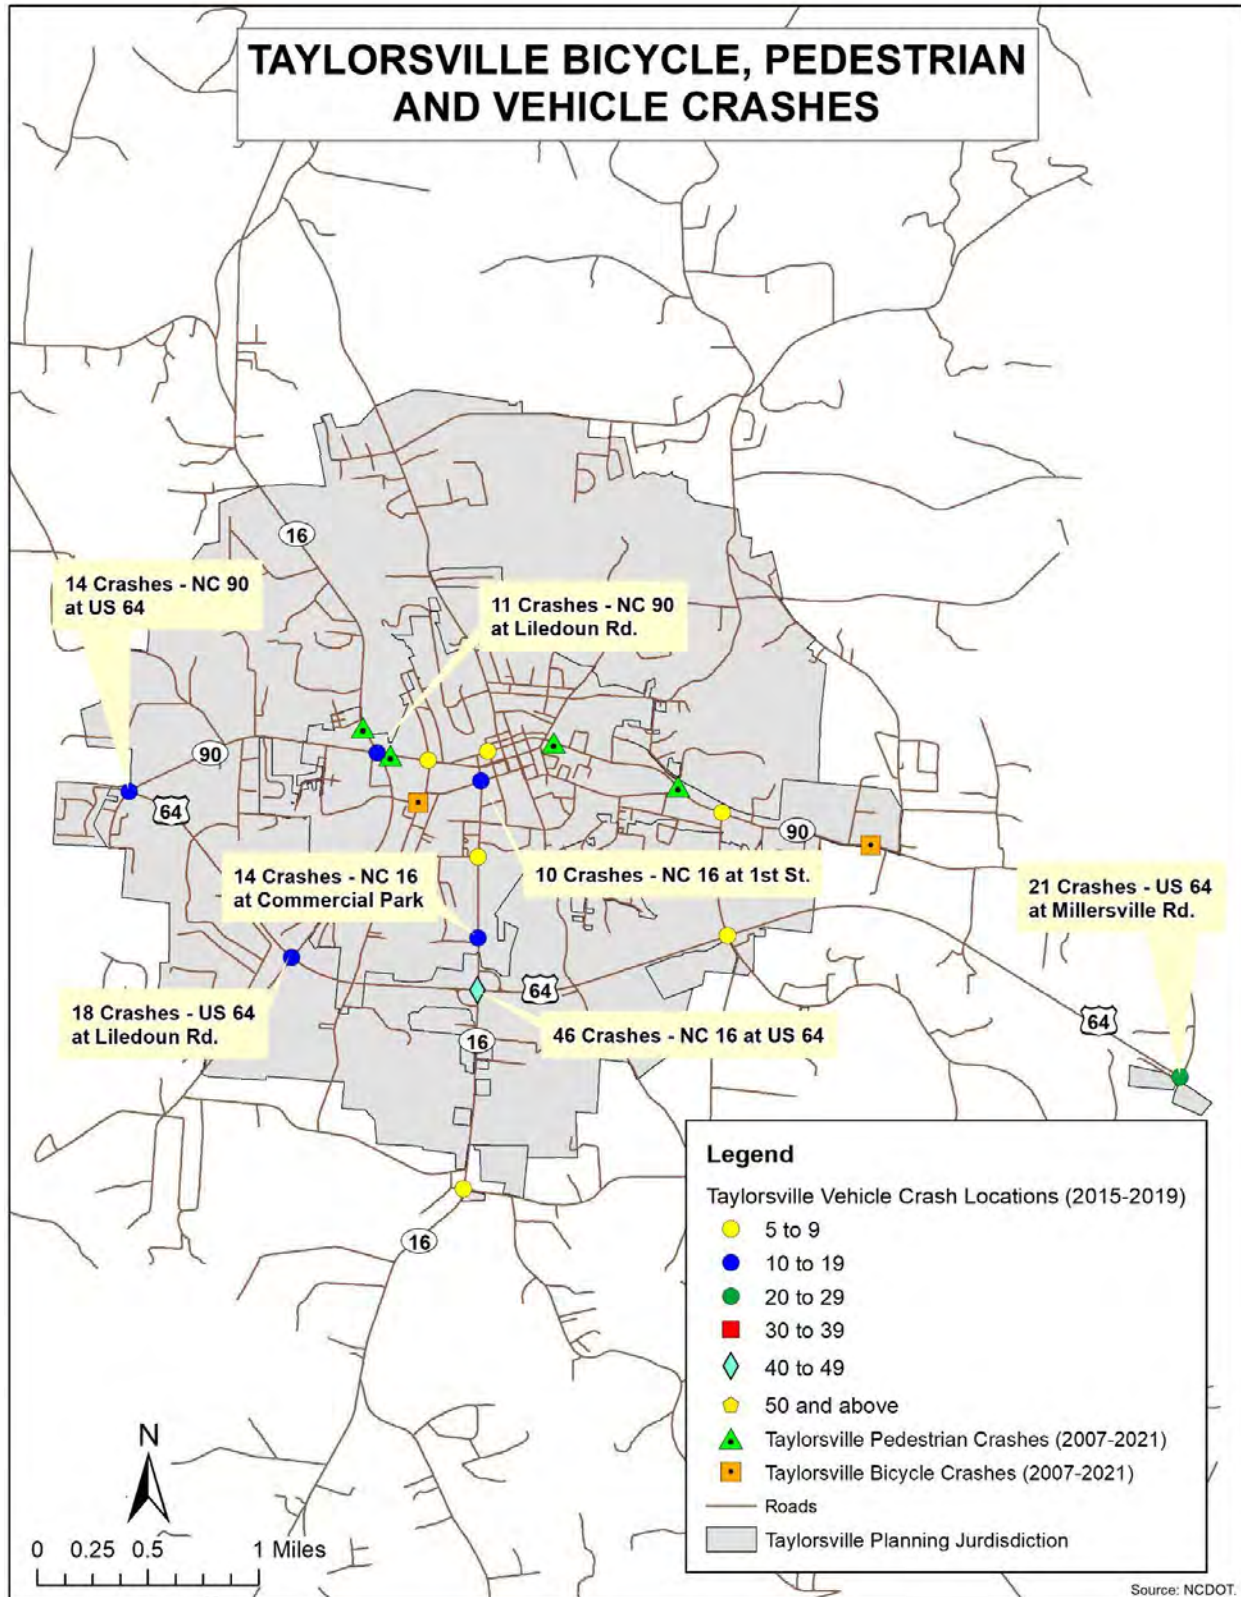 TAYLORSVILLE BICYCLE, PEDESTRIAN
AND VEHICLE CRASHES
16
14 Crashes - NC 90
at US 64
11 Crashes - NC 90
at Liledoun Rd.
90
64
90
14 Crashes - NC 16
at Commercial Park
10 Crashes - NC 16 at 1st St.
21 Crashes - US 64
at Millersville Rd.
64
18 Crashes - US 64
at Liledoun Rd.
46 Crashes - NC 16 at US 64
16
64
16
Legend
Taylorsville Vehicle Crash Locations (2015-2019)
5 to 9
10 to 19
20 to 29
30 to 39
40 to 49
50 and above
Taylorsville Pedestrian Crashes (2007-2021)
Taylorsville Bicycle Crashes (2007-2021)
Roads
Taylorsville Planning Jurdisdiction
N
0 0.25 0.5 1 Miles
Source: NCDOT.